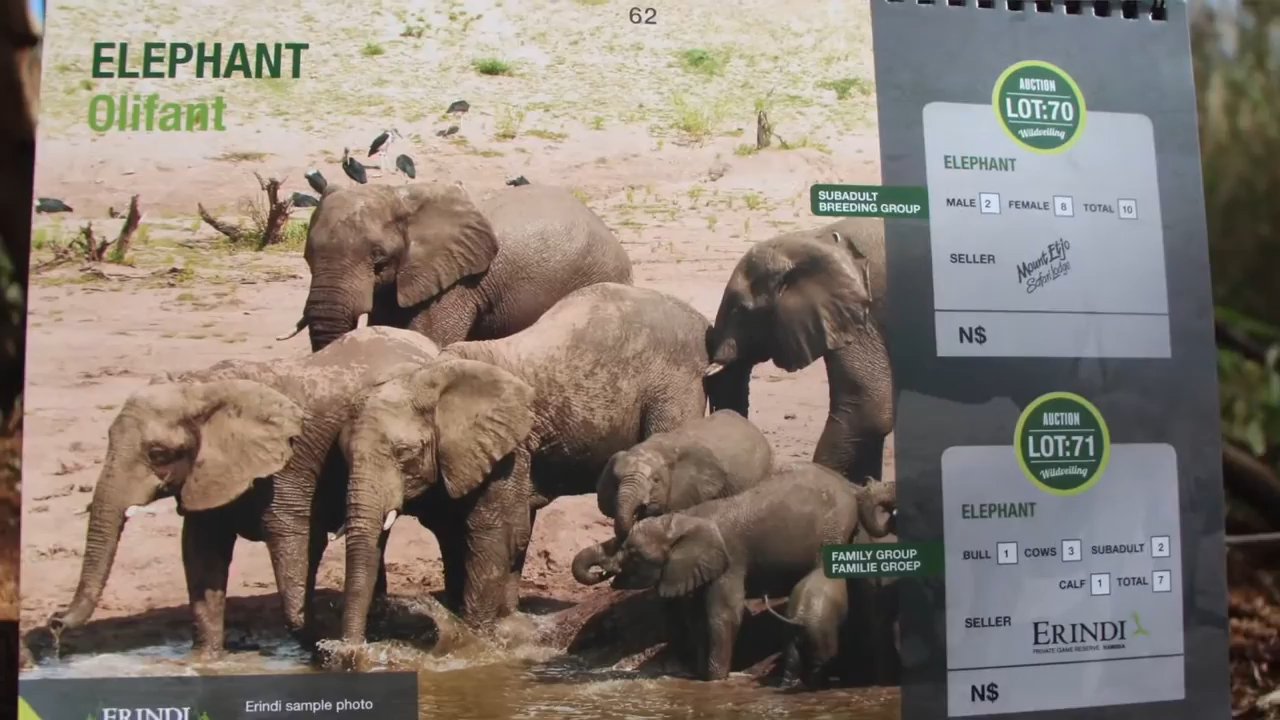 62
ELEPHANT
Olifant
AUCTION
LOT:70
Wildveiling
ELEPHANT
SUBADULT
BREEDING GROUP
MALE 2 FEMALE 8 TOTAL 10
SELLER Mount Etjo
Safari Lodge
N$
AUCTION
LOT:71
Wildveiling
ELEPHANT
FAMILY GROUP
FAMILIE GROEP
BULL 1 COWS 3 SUBADULT 2
CALF 1 TOTAL 7
SELLER ERINDI
PRIVATE GAME RESERVE NAMIBIA
N$
ERINDI
Erindi sample photo